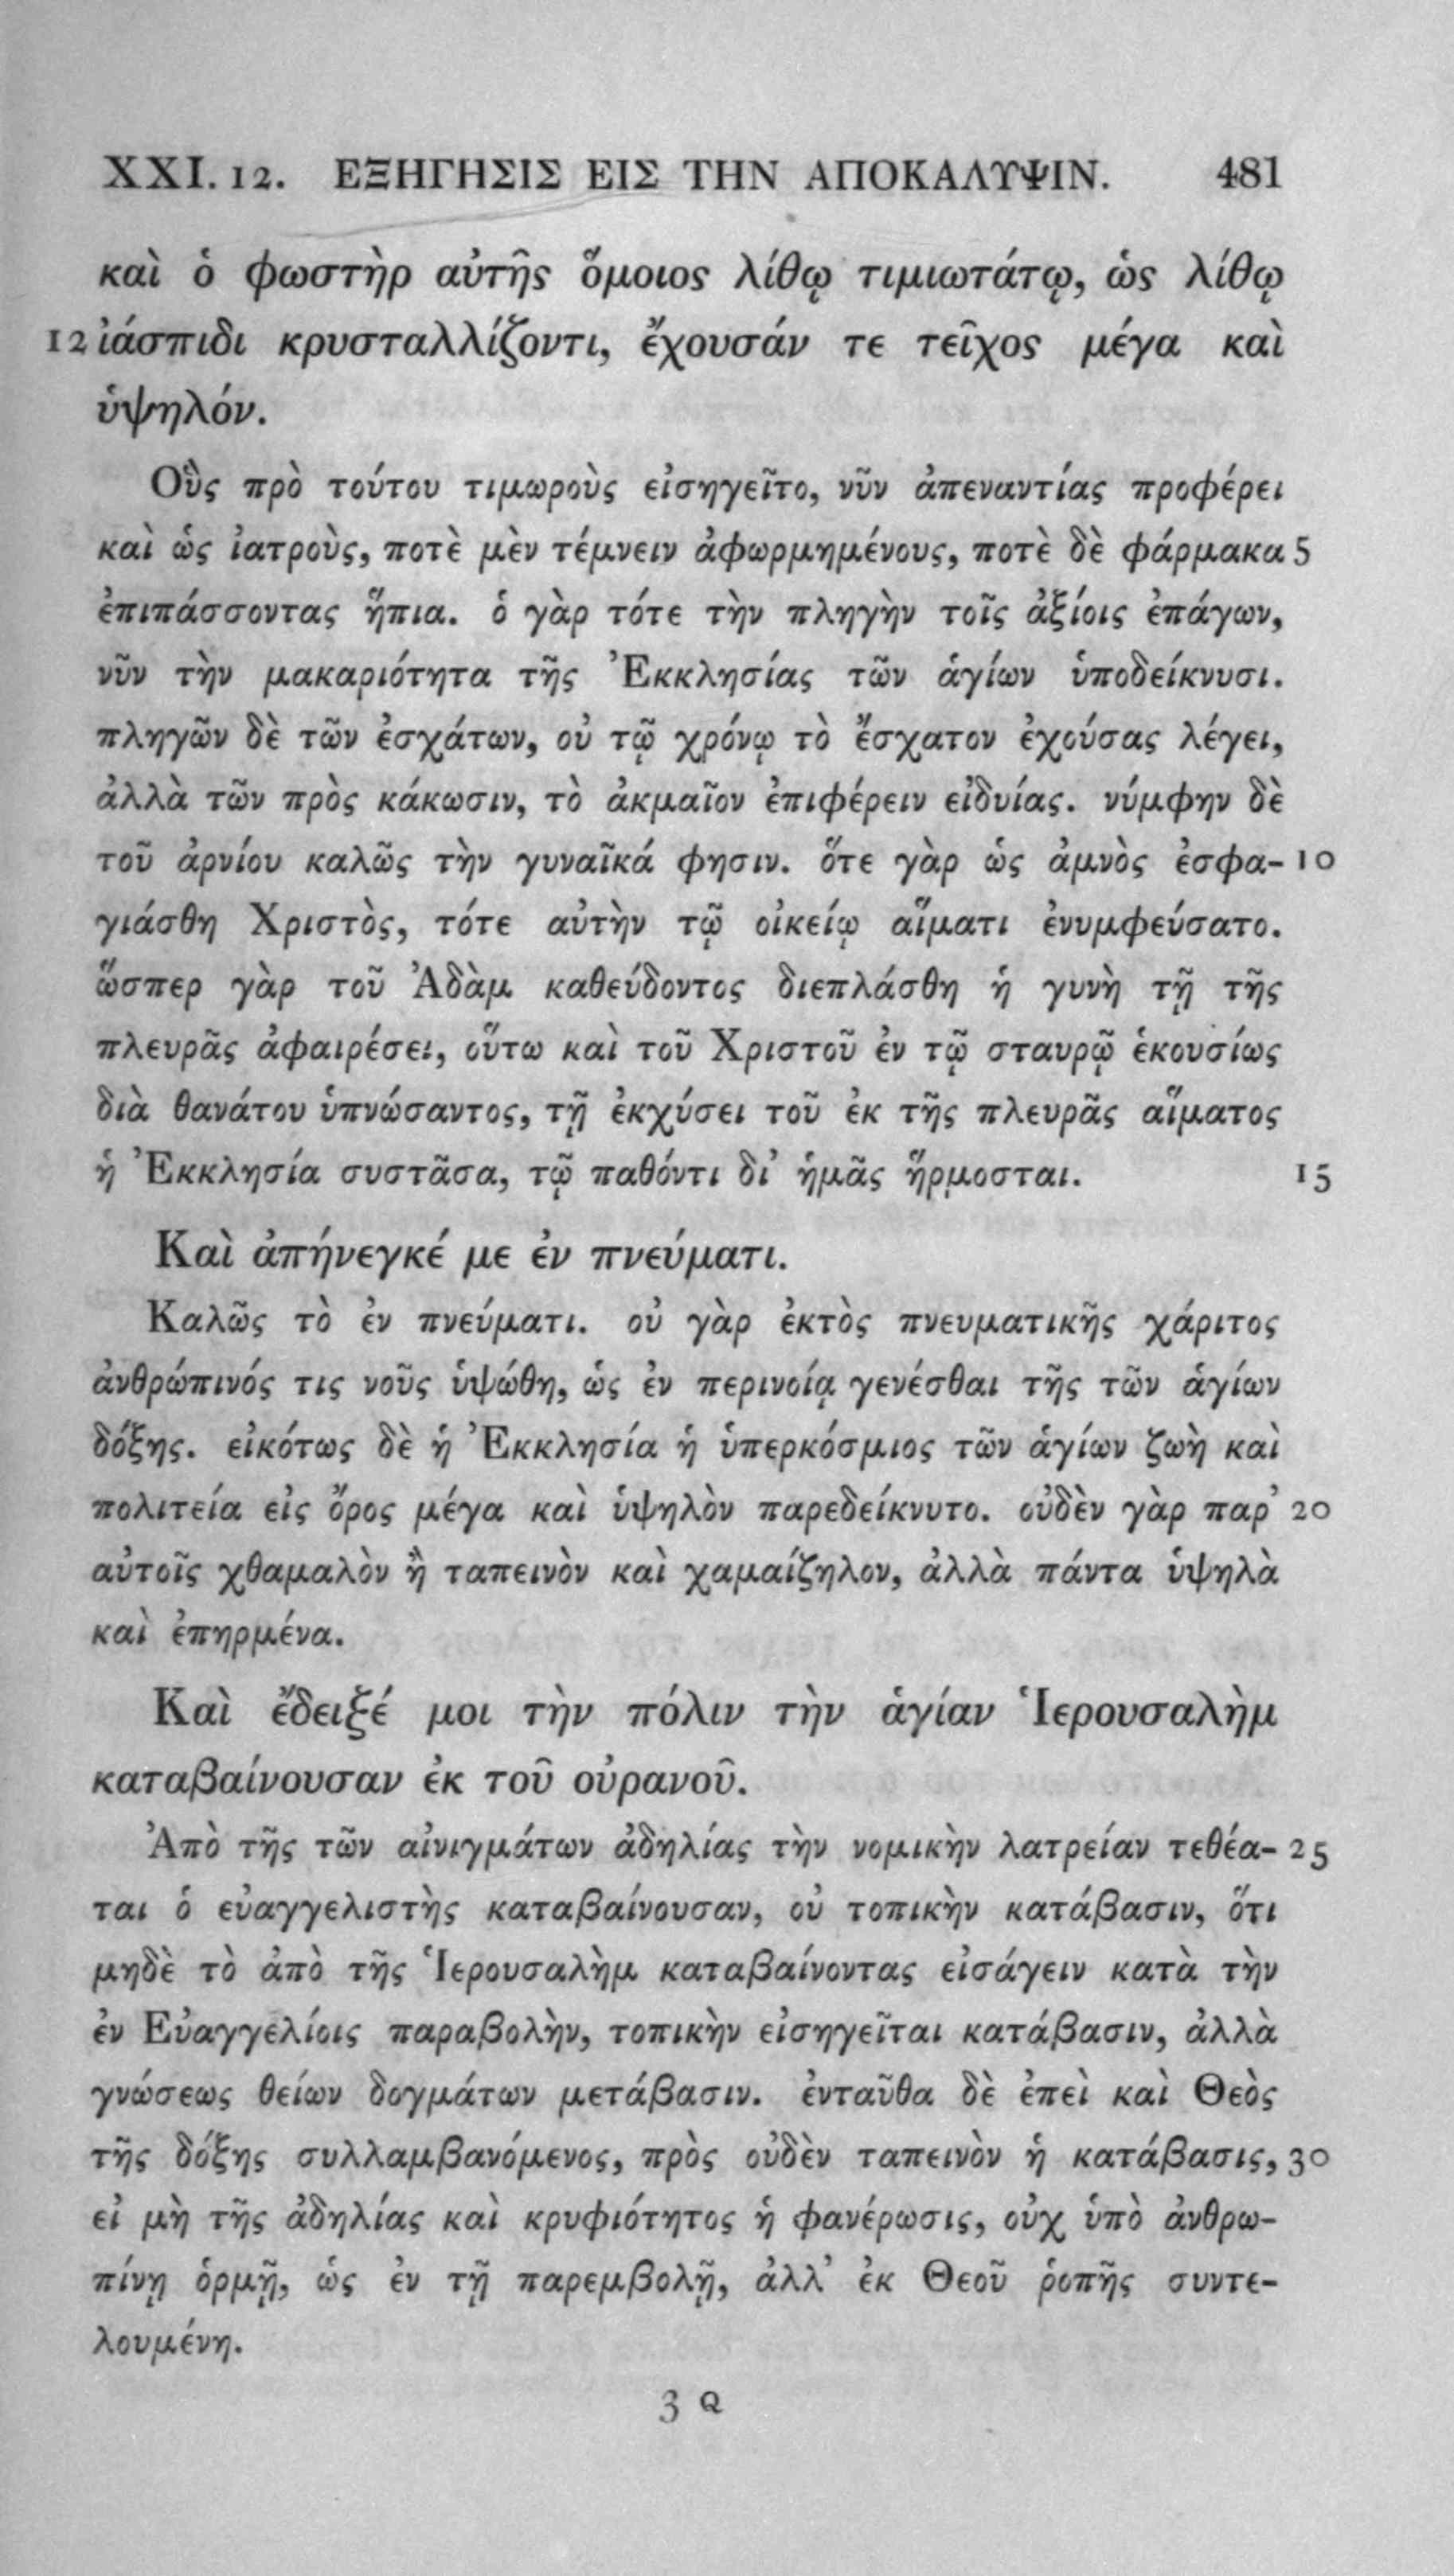 XXI. 12. ΕΞΗΓΗΣΙΣ ΕΙΣ ΤΗΝ ΑΠΟΚΑΛΥΨΙΝ. 481
καὶ ὁ φωστὴρ αὐτῆς ὅμοιος λίθῳ τιμιωτάτῳ, ὡς λίθῳ
12 ἰάσπιδι κρυσταλλίζοντι, ἔχουσάν τε τεῖχος μέγα καὶ
ὑψηλόν.
Οὓς πρὸ τούτου τιμωροὺς εἰσηγεῖτο, νῦν ἀπεναντίας προφέρει
καὶ ὡς ἰατροὺς, ποτὲ μὲν τέμνειν ἀφωρμημένους, ποτὲ δὲ φάρμακα 5
ἐπιπάσσοντας ἤπια. ὁ γὰρ τότε τὴν πληγὴν τοῖς ἀξίοις ἐπάγων,
νῦν τὴν μακαριότητα τῆς Ἐκκλησίας τῶν ἁγίων ὑποδείκνυσι.
πληγῶν δὲ τῶν ἐσχάτων, οὐ τῷ χρόνῳ τὸ ἔσχατον ἐχούσας λέγει,
ἀλλὰ τῶν πρὸς κάκωσιν, τὸ ἀκμαῖον ἐπιφέρειν εἰδυίας. νύμφην δὲ
τοῦ ἀρνίου καλῶς τὴν γυναῖκά φησιν. ὅτε γὰρ ὡς ἀμνὸς ἐσφα- 10
γιάσθη Χριστὸς, τότε αὐτὴν τῷ οἰκείῳ αἵματι ἐνυμφεύσατο.
ὥσπερ γὰρ τοῦ Ἀδὰμ καθεύδοντος διεπλάσθη ἡ γυνὴ τῇ τῆς
πλευρᾶς ἀφαιρέσει, οὕτω καὶ τοῦ Χριστοῦ ἐν τῷ σταυρῷ ἑκουσίως
διὰ θανάτου ὑπνώσαντος, τῇ ἐκχύσει τοῦ ἐκ τῆς πλευρᾶς αἵματος
ἡ Ἐκκλησία συστᾶσα, τῷ παθόντι δι' ἡμᾶς ἥρμοσται. 15
Καὶ ἀπήνεγκέ με ἐν πνεύματι.
Καλῶς τὸ ἐν πνεύματι. οὐ γὰρ ἐκτὸς πνευματικῆς χάριτος
ἀνθρώπινός τις νοῦς ὑψώθη, ὡς ἐν περινοίᾳ γενέσθαι τῆς τῶν ἁγίων
δόξης. εἰκότως δὲ ἡ Ἐκκλησία ἡ ὑπερκόσμιος τῶν ἁγίων ζωὴ καὶ
πολιτεία εἰς ὄρος μέγα καὶ ὑψηλὸν παρεδείκνυτο. οὐδὲν γὰρ παρ' 20
αὐτοῖς χθαμαλὸν ἢ ταπεινὸν καὶ χαμαίζηλον, ἀλλὰ πάντα ὑψηλὰ
καὶ ἐπηρμένα.
Καὶ ἔδειξέ μοι τὴν πόλιν τὴν ἁγίαν Ἱερουσαλὴμ
καταβαίνουσαν ἐκ τοῦ οὐρανοῦ.
Ἀπὸ τῆς τῶν αἰνιγμάτων ἀδηλίας τὴν νομικὴν λατρείαν τεθέα- 25
ται ὁ εὐαγγελιστὴς καταβαίνουσαν, οὐ τοπικὴν κατάβασιν, ὅτι
μηδὲ τὸ ἀπὸ τῆς Ἱερουσαλὴμ καταβαίνοντας εἰσάγειν κατὰ τὴν
ἐν Εὐαγγελίοις παραβολὴν, τοπικὴν εἰσηγεῖται κατάβασιν, ἀλλὰ
γνώσεως θείων δογμάτων μετάβασιν. ἐνταῦθα δὲ ἐπεὶ καὶ Θεὸς
τῆς δόξης συλλαμβανόμενος, πρὸς οὐδὲν ταπεινὸν ἡ κατάβασις, 30
εἰ μὴ τῆς ἀδηλίας καὶ κρυφιότητος ἡ φανέρωσις, οὐχ ὑπὸ ἀνθρω-
πίνῃ ὁρμῇ, ὡς ἐν τῇ παρεμβολῇ, ἀλλ' ἐκ Θεοῦ ῥοπῆς συντε-
λουμένη.
3 Q